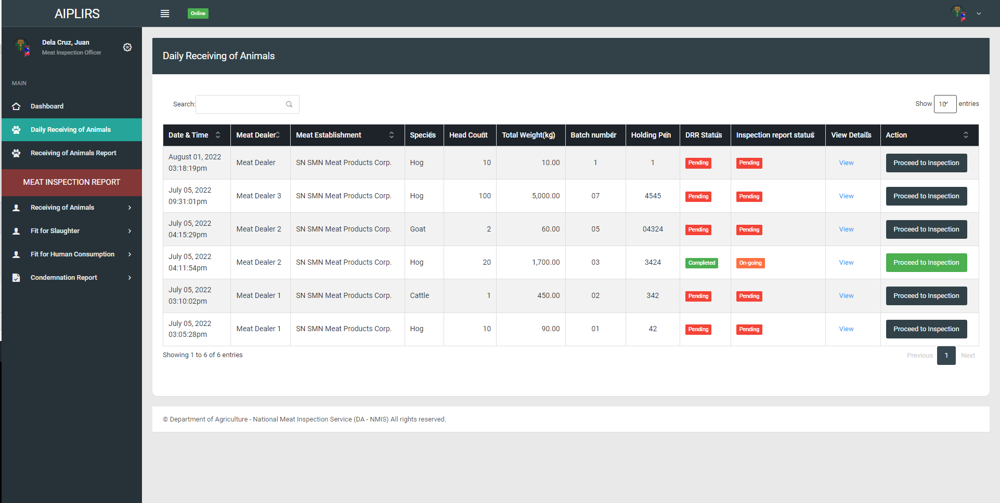 AIPLIRS
Online
Dela Cruz, Juan
Meat Inspection Officer
MAIN
Dashboard
Daily Receiving of Animals
Receiving of Animals Report
MEAT INSPECTION REPORT
Receiving of Animals
Fit for Slaughter
Fit for Human Consumption
Condemnation Report
Daily Receiving of Animals
Search:
Show 10 entries
Date & Time Meat Dealer Meat Establishment Species Head Count Total Weight(kg) Batch number Holding Pen DRR Status Inspection report status View Details Action
August 01, 2022
03:18:19pm Meat Dealer SN SMN Meat Products Corp. Hog 10 10.00 1 1 Pending Pending View Proceed to Inspection
July 05, 2022
09:31:01pm Meat Dealer 3 SN SMN Meat Products Corp. Hog 100 5,000.00 07 4545 Pending Pending View Proceed to Inspection
July 05, 2022
04:15:29pm Meat Dealer 2 SN SMN Meat Products Corp. Goat 2 60.00 05 04324 Pending Pending View Proceed to Inspection
July 05, 2022
04:11:54pm Meat Dealer 2 SN SMN Meat Products Corp. Hog 20 1,700.00 03 3424 Completed On-going View Proceed to Inspection
July 05, 2022
03:10:02pm Meat Dealer 1 SN SMN Meat Products Corp. Cattle 1 450.00 02 342 Pending Pending View Proceed to Inspection
July 05, 2022
03:05:28pm Meat Dealer 1 SN SMN Meat Products Corp. Hog 10 90.00 01 42 Pending Pending View Proceed to Inspection
Showing 1 to 6 of 6 entries
Previous 1 Next
© Department of Agriculture - National Meat Inspection Service (DA - NMIS) All rights reserved.